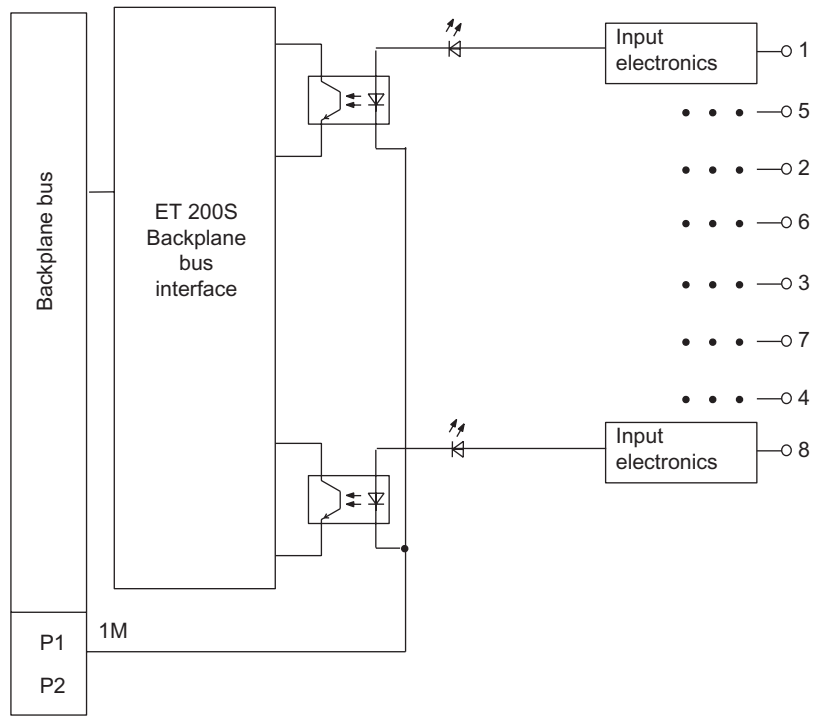 Input
electronics
1
5
2
6
3
7
4
Input
electronics
8
Backplane bus
ET 200S
Backplane
bus
interface
P1
1M
P2